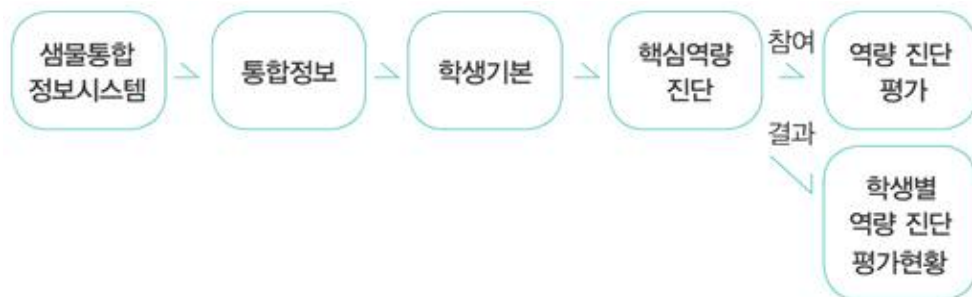 샘물통합
정보시스템
통합정보
학생기본
핵심역량
진단
참여
역량 진단
평가
결과
학생별
역량 진단
평가현황